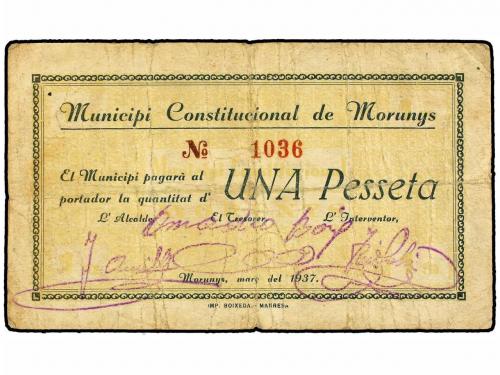 Municipi Constitucional de Morunys
Nº 1036
El Municipi pagarà al
portador la quantitat d' UNA Pesseta
L' Alcalde, El Tresorer, L' Interventor,
Morunys, març del 1937.
IMP. BOIXEDA. - MANRESA